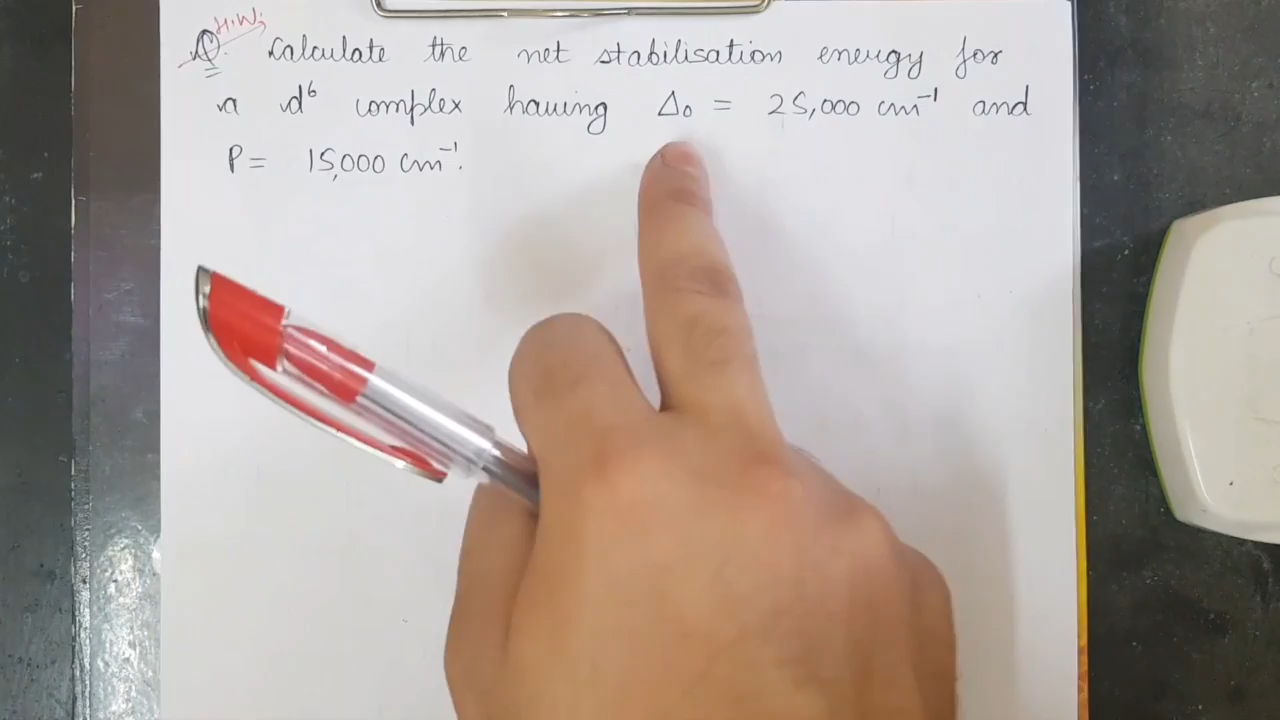 H.W.
Q. Calculate the net stabilisation energy for
a d⁶ complex having Δ₀ = 25,000 cm⁻¹ and
P = 15,000 cm⁻¹.